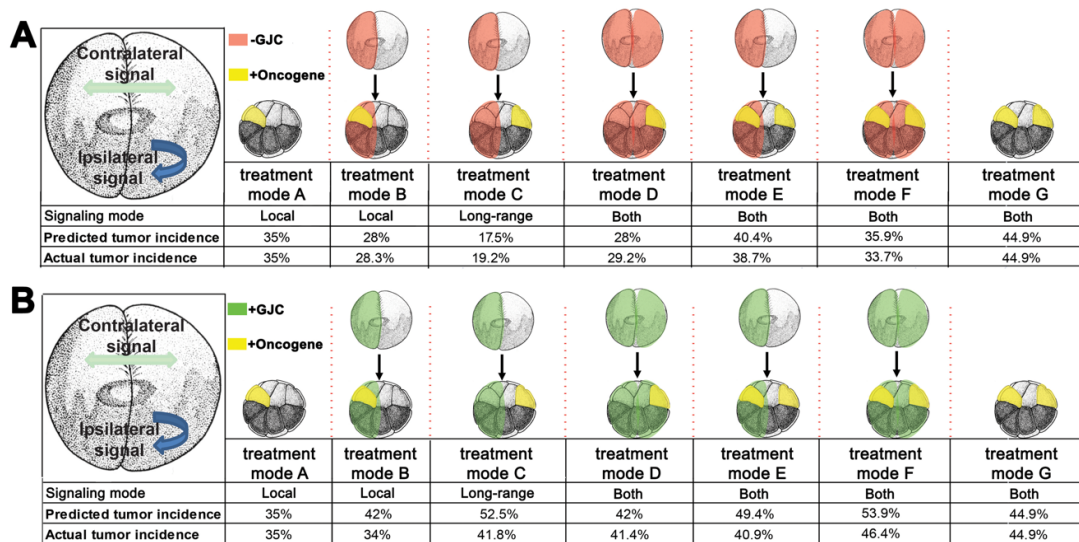 A
Contralateral
signal
Ipsilateral
signal
-GJC
+Oncogene
treatment mode A treatment mode B treatment mode C treatment mode D treatment mode E treatment mode F treatment mode G
Signaling mode Local Local Long-range Both Both Both Both
Predicted tumor incidence 35% 28% 17.5% 28% 40.4% 35.9% 44.9%
Actual tumor incidence 35% 28.3% 19.2% 29.2% 38.7% 33.7% 44.9%
B
Contralateral
signal
Ipsilateral
signal
+GJC
+Oncogene
treatment mode A treatment mode B treatment mode C treatment mode D treatment mode E treatment mode F treatment mode G
Signaling mode Local Local Long-range Both Both Both Both
Predicted tumor incidence 35% 42% 52.5% 42% 49.4% 53.9% 44.9%
Actual tumor incidence 35% 34% 41.8% 41.4% 40.9% 46.4% 44.9%